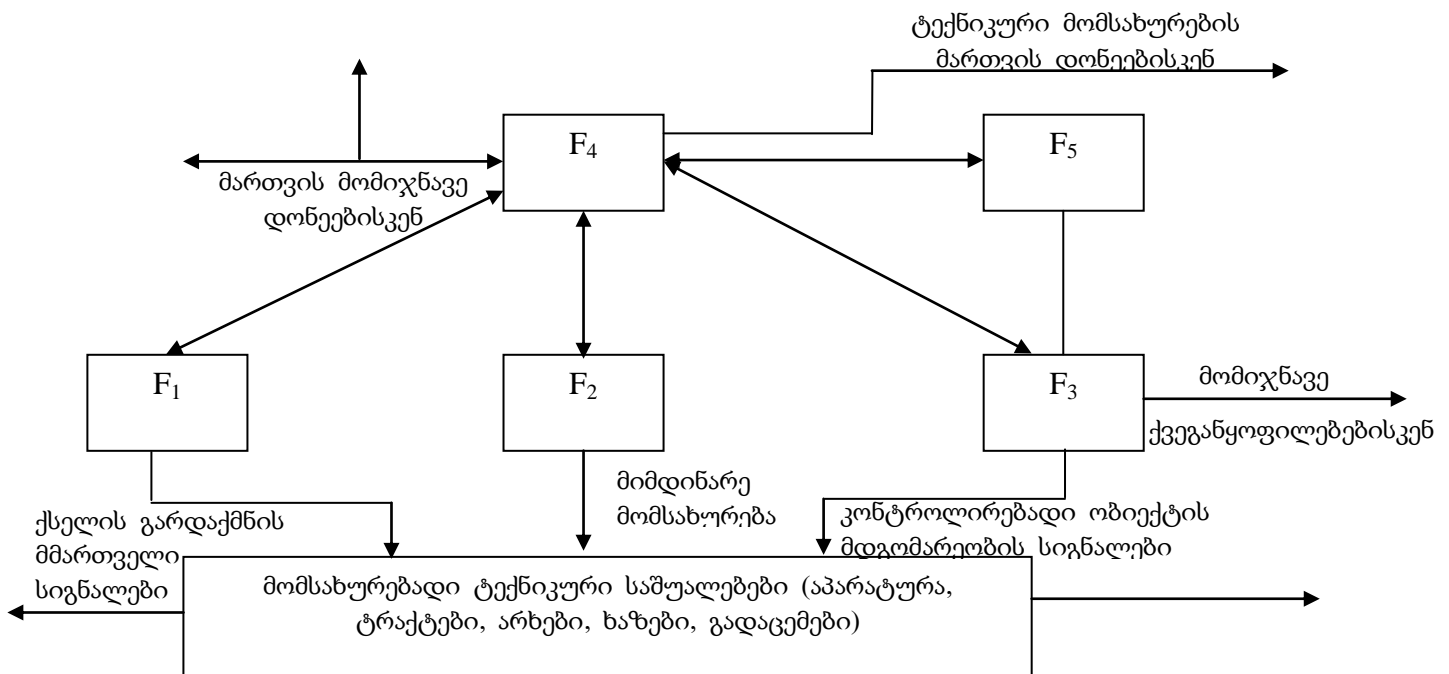 ტექნიკური მომსახურების
მართვის დონეებისკენ
F₄
F₅
მართვის მომიჯნავე
დონეებისკენ
F₁
F₂
F₃
მომიჯნავე
ქვეგანყოფილებებისკენ
მიმდინარე
მომსახურება
ქსელის გარდაქმნის
მმართველი
სიგნალები
კონტროლირებადი ობიექტის
მდგომარეობის სიგნალები
მომსახურებადი ტექნიკური საშუალებები (აპარატურა,
ტრაქტები, არხები, ხაზები, გადაცემები)